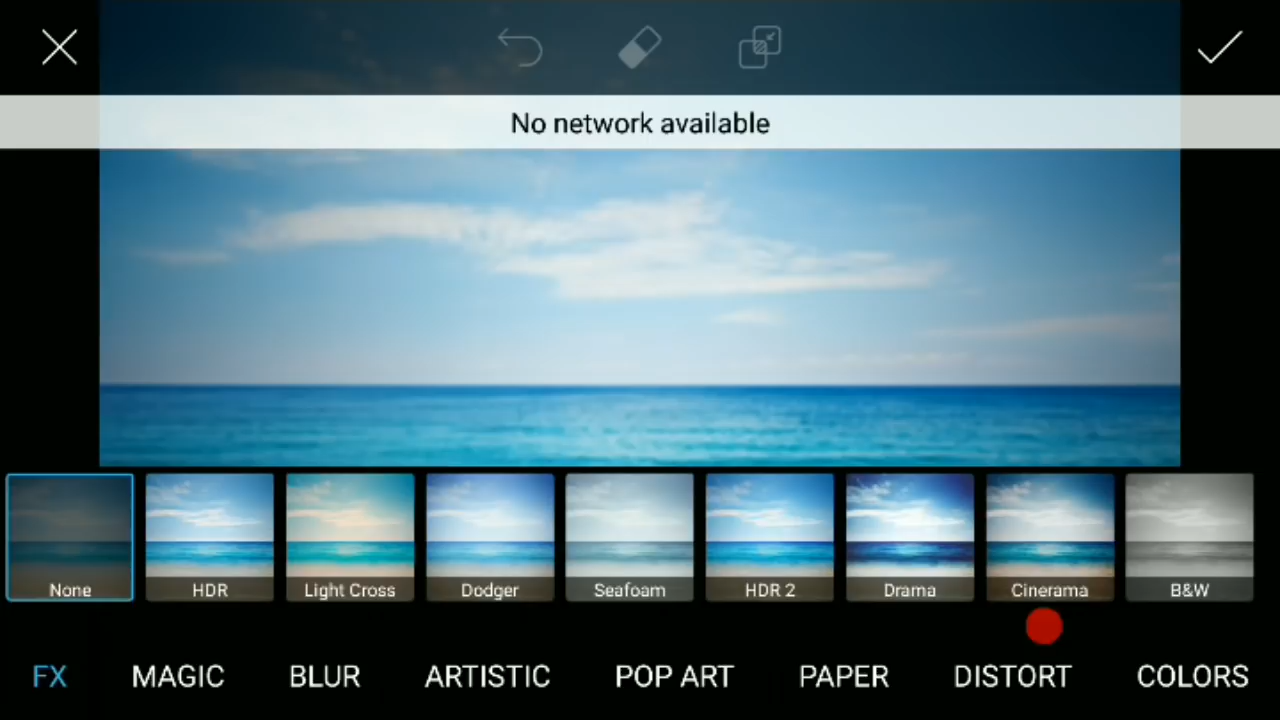 No network available
None
HDR
Light Cross
Dodger
Seafoam
HDR 2
Drama
Cinerama
B&W
FX
MAGIC
BLUR
ARTISTIC
POP ART
PAPER
DISTORT
COLORS